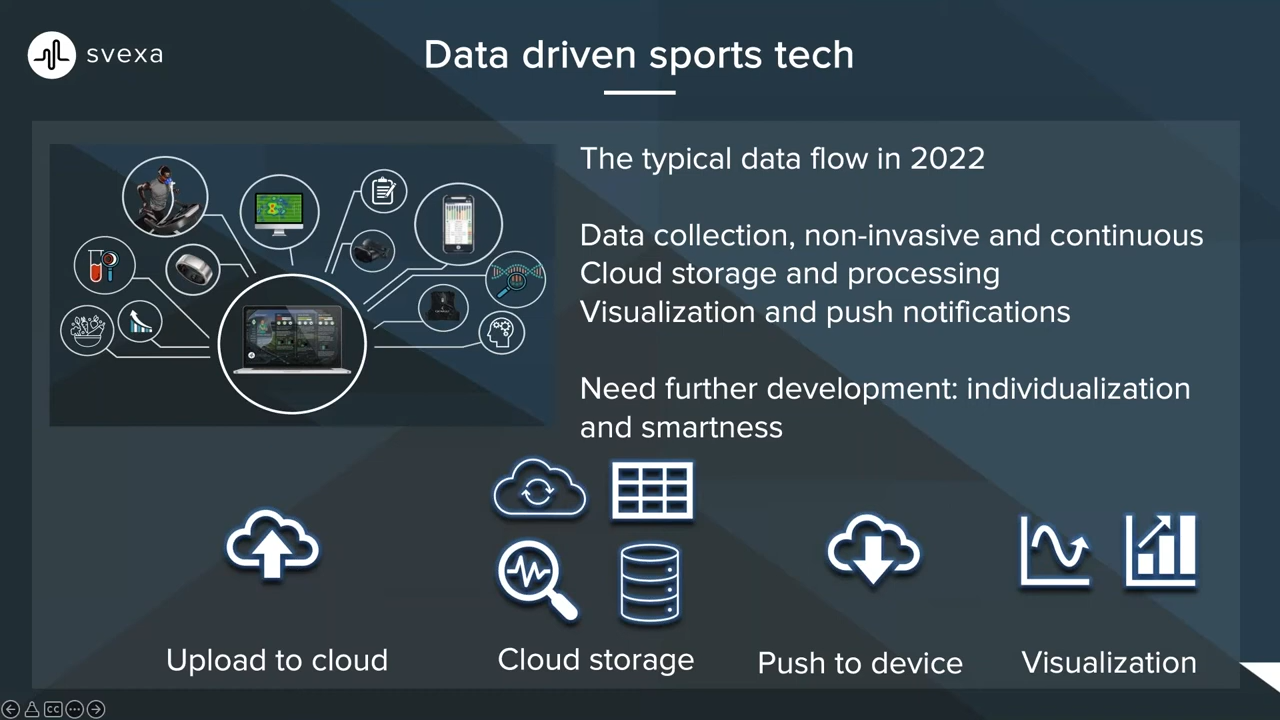 svexa
Data driven sports tech
The typical data flow in 2022
Data collection, non-invasive and continuous
Cloud storage and processing
Visualization and push notifications
Need further development: individualization
and smartness
Upload to cloud
Cloud storage
Push to device
Visualization
CC